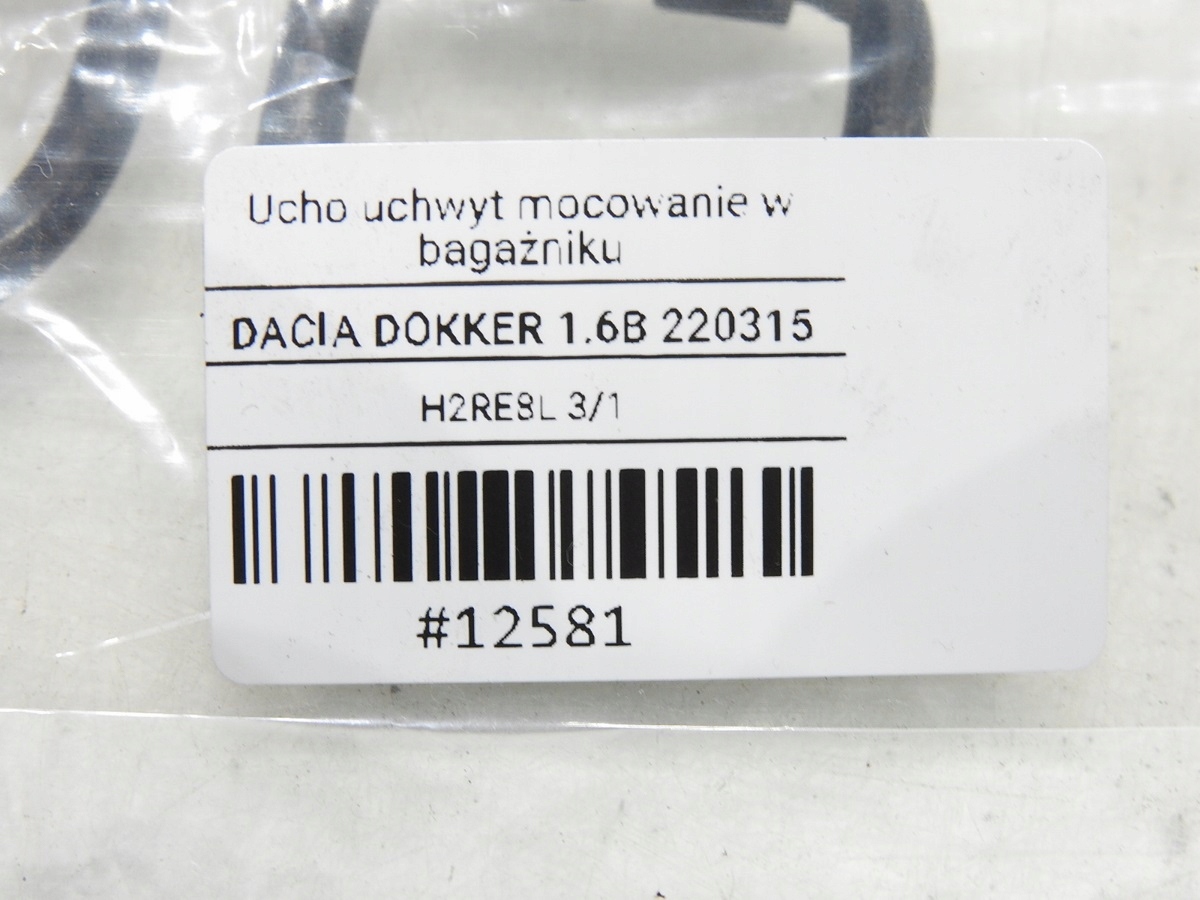 Ucho uchwyt mocowanie w
bagażniku
DACIA DOKKER 1.6B 220315
H2RE8L 3/1
#12581